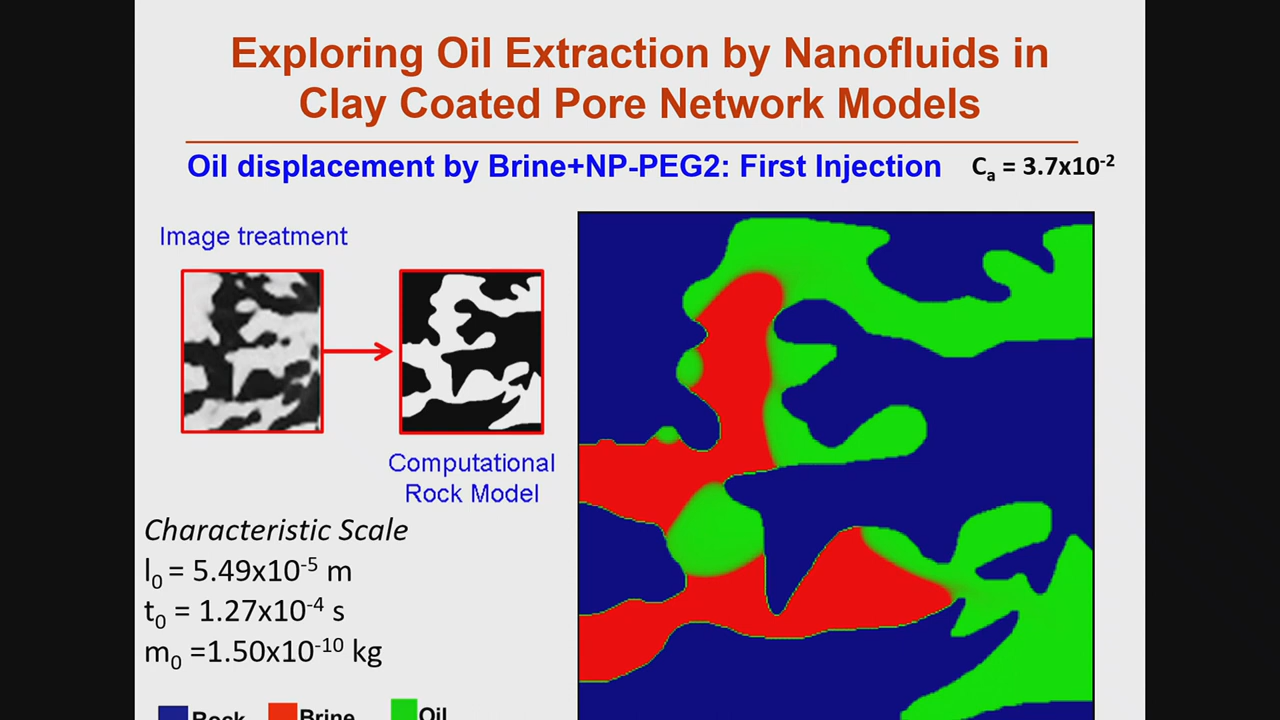 Exploring Oil Extraction by Nanofluids in
Clay Coated Pore Network Models
Oil displacement by Brine+NP-PEG2: First Injection Cₐ = 3.7x10⁻²
Image treatment
Computational
Rock Model
Characteristic Scale
l₀ = 5.49x10⁻⁵ m
t₀ = 1.27x10⁻⁴ s
m₀ =1.50x10⁻¹⁰ kg
Rock Brine Oil